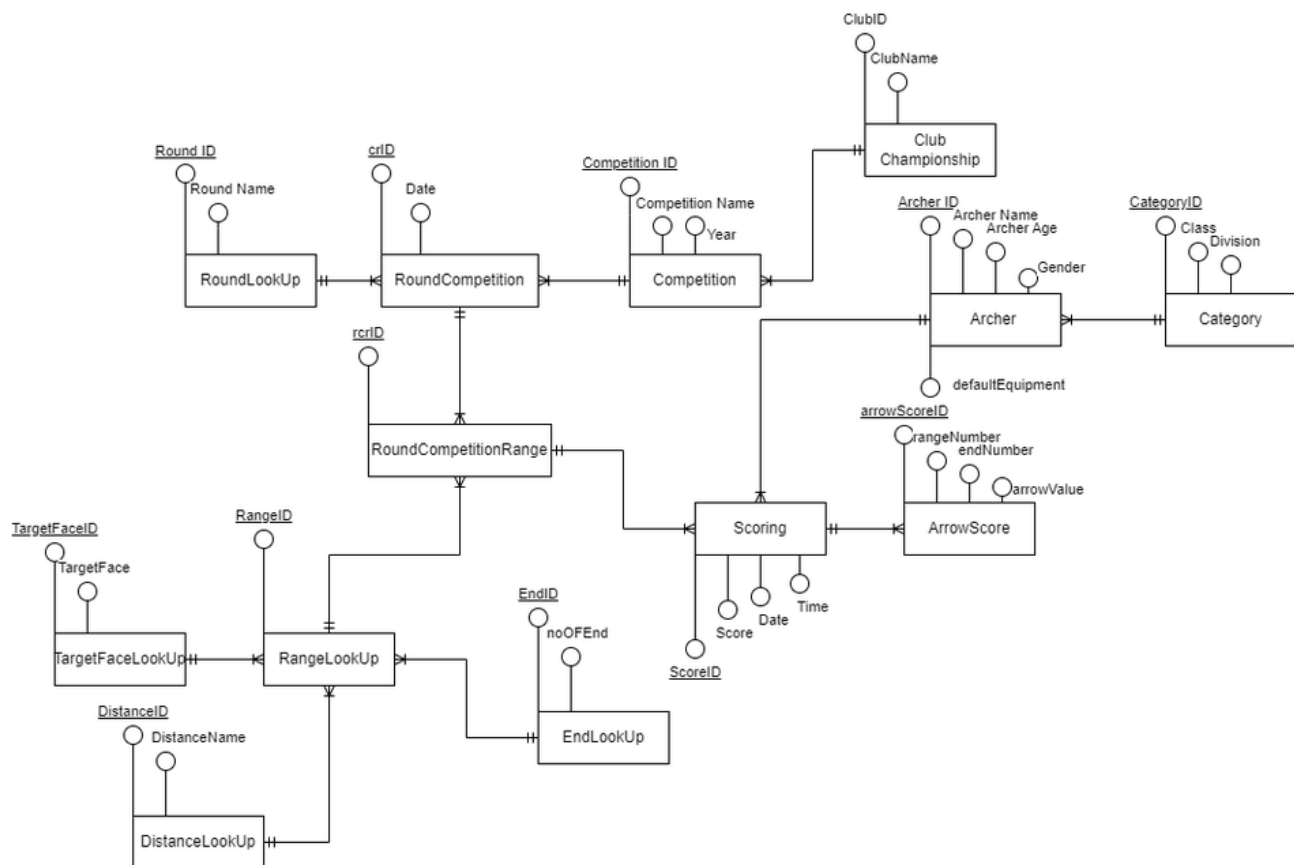 ClubID
ClubName
Club
Championship
Round ID
Round Name
RoundLookUp
crID
Date
RoundCompetition
Competition ID
Competition Name
Year
Competition
Archer ID
Archer Name
Archer Age
Gender
Archer
defaultEquipment
CategoryID
Class
Division
Category
rcrID
RoundCompetitionRange
arrowScoreID
rangeNumber
endNumber
arrowValue
ArrowScore
Scoring
Time
Date
Score
ScoreID
TargetFaceID
TargetFace
TargetFaceLookUp
RangeID
RangeLookUp
EndID
noOFEnd
EndLookUp
DistanceID
DistanceName
DistanceLookUp